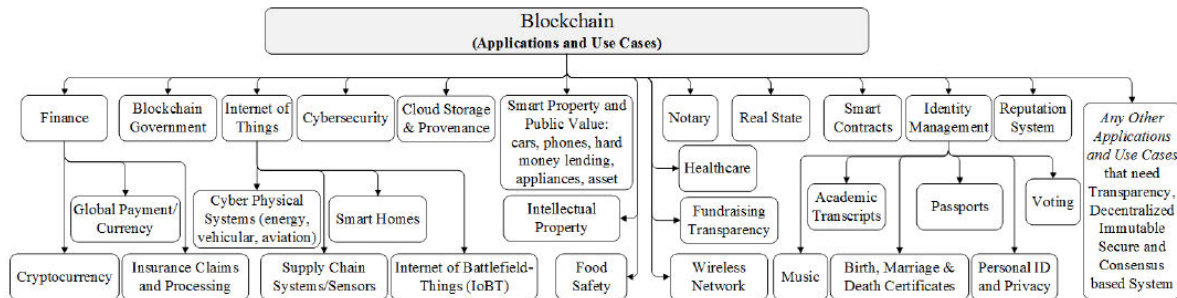 Blockchain
(Applications and Use Cases)
Finance
Blockchain
Government
Internet of
Things
Cybersecurity
Cloud Storage
& Provenance
Smart Property and
Public Value:
cars, phones, hard
money lending,
appliances, asset
Notary
Real State
Smart
Contracts
Identity
Management
Reputation
System
Any Other
Applications
and Use Cases
that need
Transparency,
Decentralized
Immutable
Secure and
Consensus
based System
Healthcare
Global Payment/
Currency
Cyber Physical
Systems (energy,
vehicular, aviation)
Smart Homes
Intellectual
Property
Fundraising
Transparency
Academic
Transcripts
Passports
Voting
Cryptocurrency
Insurance Claims
and Processing
Supply Chain
Systems/Sensors
Internet of Battlefield-
Things (IoBT)
Food
Safety
Wireless
Network
Music
Birth, Marriage &
Death Certificates
Personal ID
and Privacy